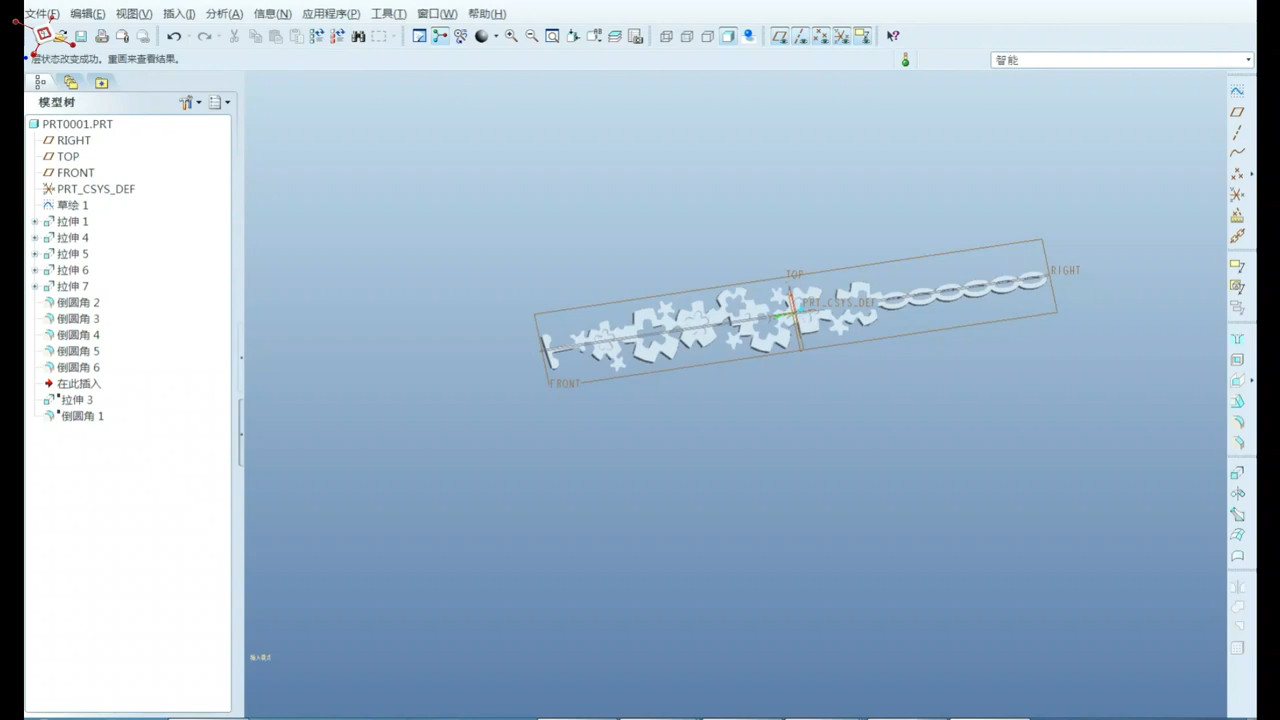 文件(F) 编辑(E) 视图(V) 插入(I) 分析(A) 信息(N) 应用程序(P) 工具(T) 窗口(W) 帮助(H)
层状态改变成功。重画来查看结果。
智能
模型树
PRT0001.PRT
RIGHT
TOP
FRONT
PRT_CSYS_DEF
草绘 1
拉伸 1
拉伸 4
拉伸 5
拉伸 6
拉伸 7
倒圆角 2
倒圆角 3
倒圆角 4
倒圆角 5
倒圆角 6
在此插入
拉伸 3
倒圆角 1
TOP
RIGHT
PRT_CSYS_DEF
FRONT
插入模式